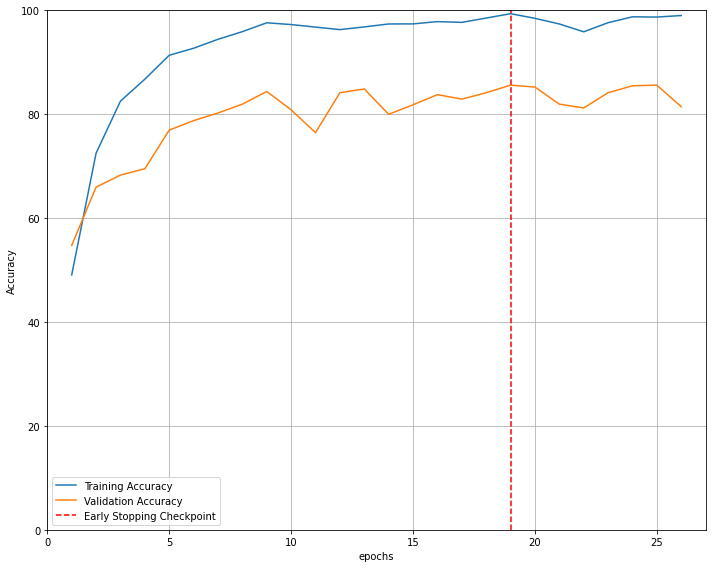 100
80
60
40
20
0
Accuracy
0 5 10 15 20 25
epochs
Training Accuracy
Validation Accuracy
Early Stopping Checkpoint